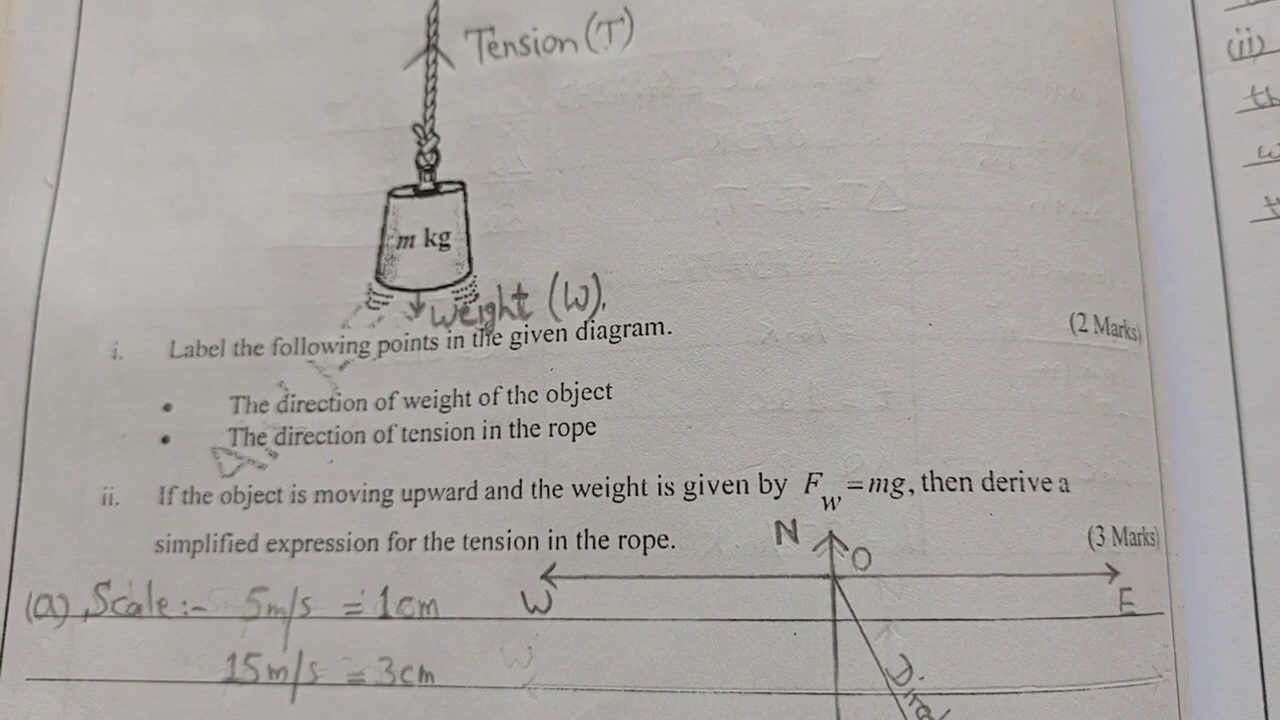 Tension (T)
m kg
Weight (W).
i. Label the following points in the given diagram. (2 Marks)
• The direction of weight of the object
• The direction of tension in the rope
ii. If the object is moving upward and the weight is given by F_w = mg, then derive a
simplified expression for the tension in the rope. (3 Marks)
N
O
W
E
(a) Scale:- 5m/s = 1cm
15m/s = 3cm
(ii)